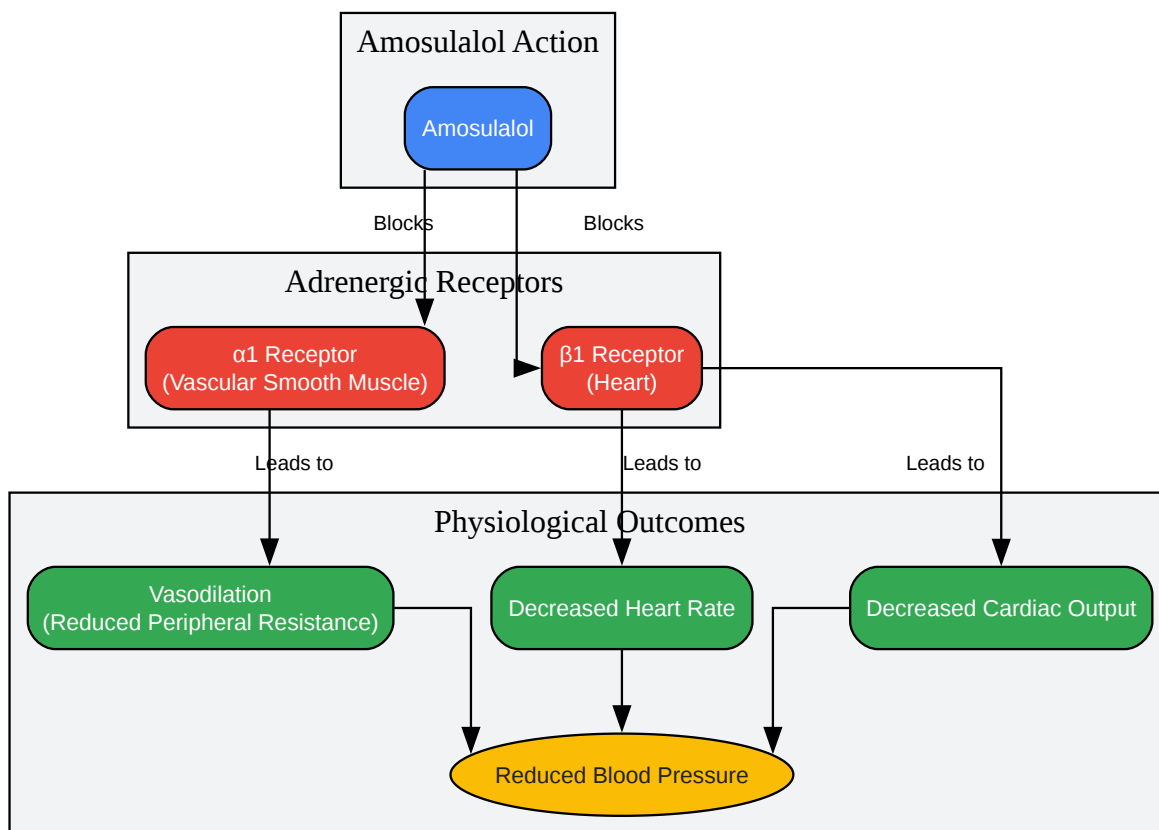 Amosulalol Action
Amosulalol
Blocks
Blocks
Adrenergic Receptors
α1 Receptor
(Vascular Smooth Muscle)
β1 Receptor
(Heart)
Leads to
Leads to
Leads to
Physiological Outcomes
Vasodilation
(Reduced Peripheral Resistance)
Decreased Heart Rate
Decreased Cardiac Output
Reduced Blood Pressure